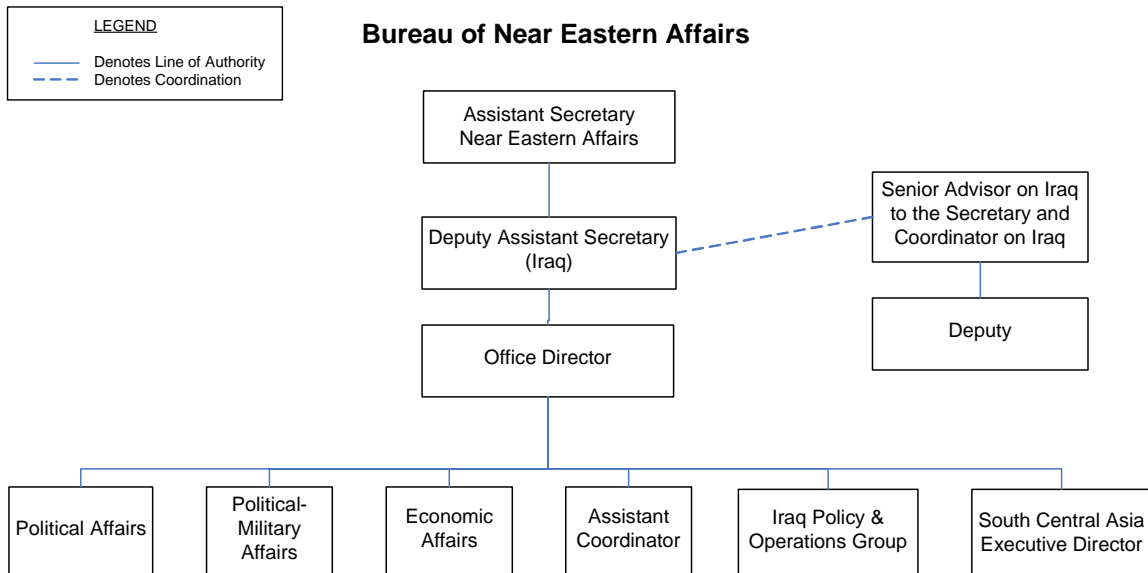 LEGEND
Denotes Line of Authority
Denotes Coordination
Bureau of Near Eastern Affairs
Assistant Secretary
Near Eastern Affairs
Senior Advisor on Iraq
to the Secretary and
Coordinator on Iraq
Deputy Assistant Secretary
(Iraq)
Deputy
Office Director
Political Affairs
Political-
Military
Affairs
Economic
Affairs
Assistant
Coordinator
Iraq Policy &
Operations Group
South Central Asia
Executive Director